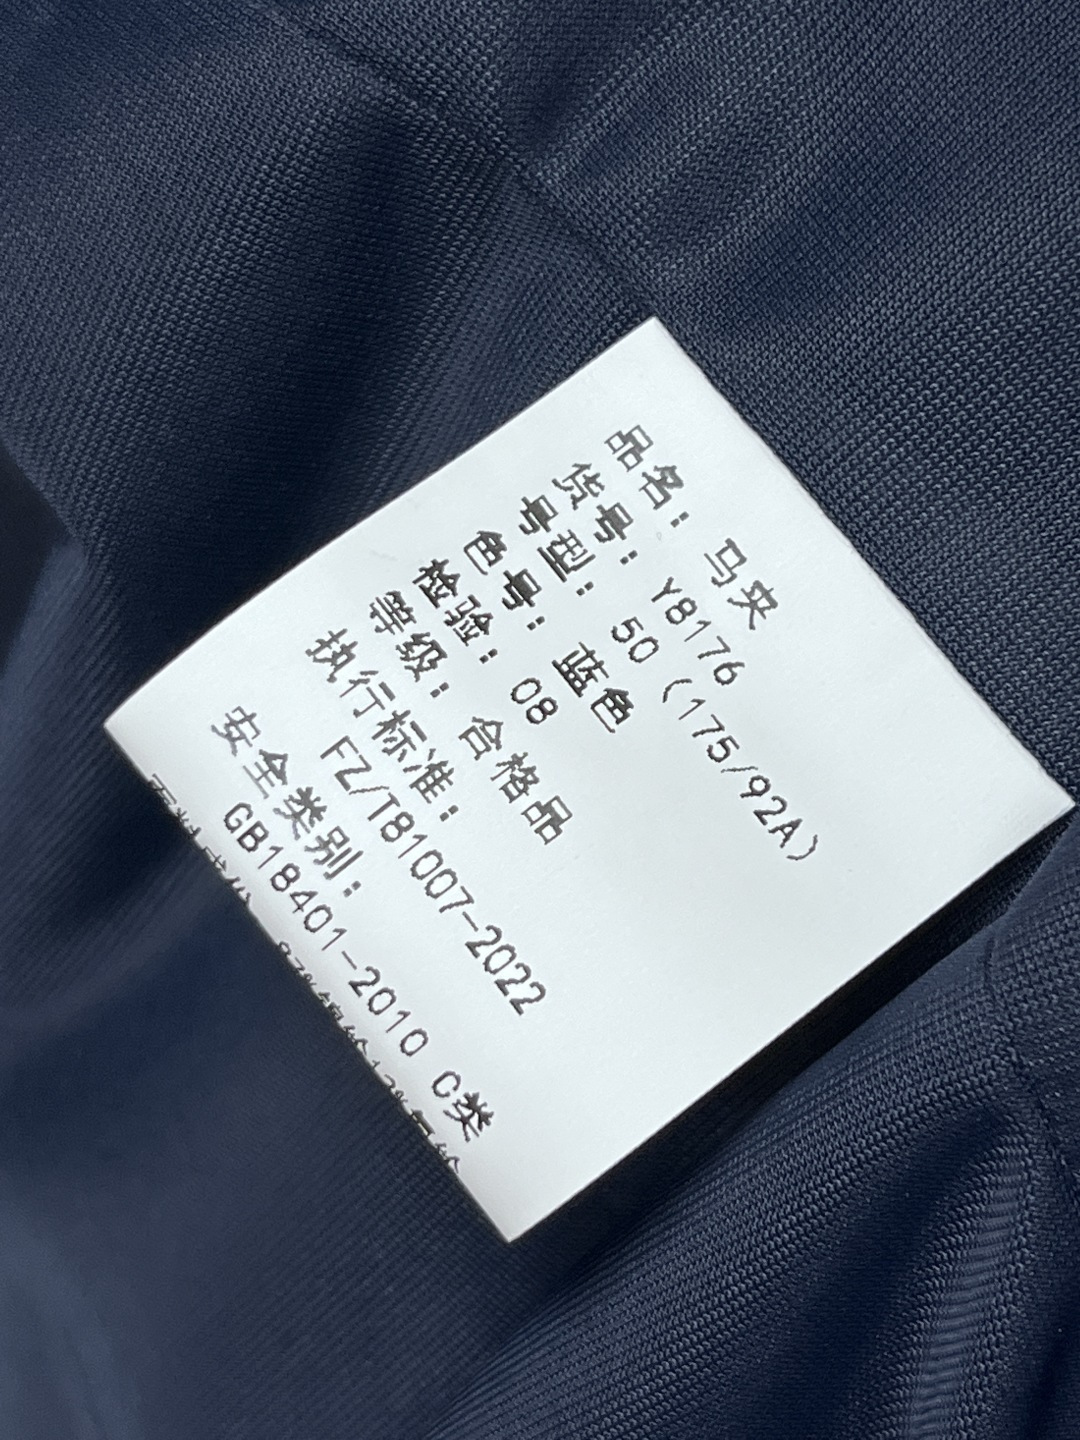 品名: 马夹
货号: Y8176
号型: 50 (175/92A)
色号: 蓝色
检验: 08
等级: 合格品
执行标准:
FZ/T81007-2022
安全类别:
GB18401-2010 C类